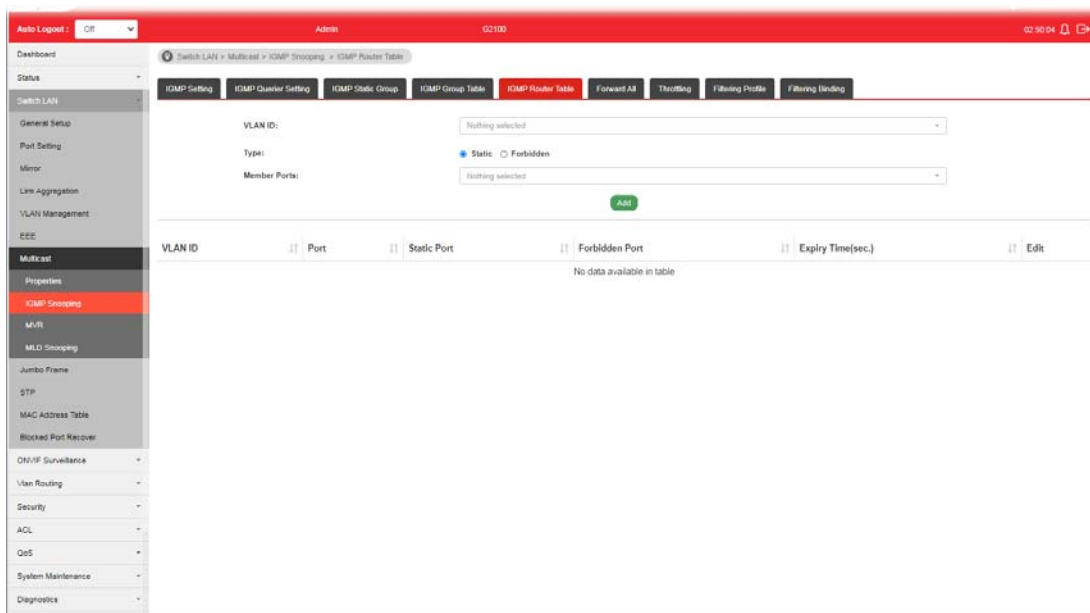 Auto Logout : Off Admin G2100 02:50:04
Dashboard
Status
Switch LAN
General Setup
Port Setting
Mirror
Link Aggregation
VLAN Management
EEE
Multicast
Properties
IGMP Snooping
MVR
MLD Snooping
Jumbo Frame
STP
MAC Address Table
Blocked Port Recover
ONVIF Surveillance
Vlan Routing
Security
ACL
QoS
System Maintenance
Diagnostics
Switch LAN > Multicast > IGMP Snooping > IGMP Router Table
IGMP Setting IGMP Querier Setting IGMP Static Group IGMP Group Table IGMP Router Table Forward All Throttling Filtering Profile Filtering Binding
VLAN ID: Nothing selected
Type: Static Forbidden
Member Ports: Nothing selected
Add
VLAN ID Port Static Port Forbidden Port Expiry Time(sec.) Edit
No data available in table